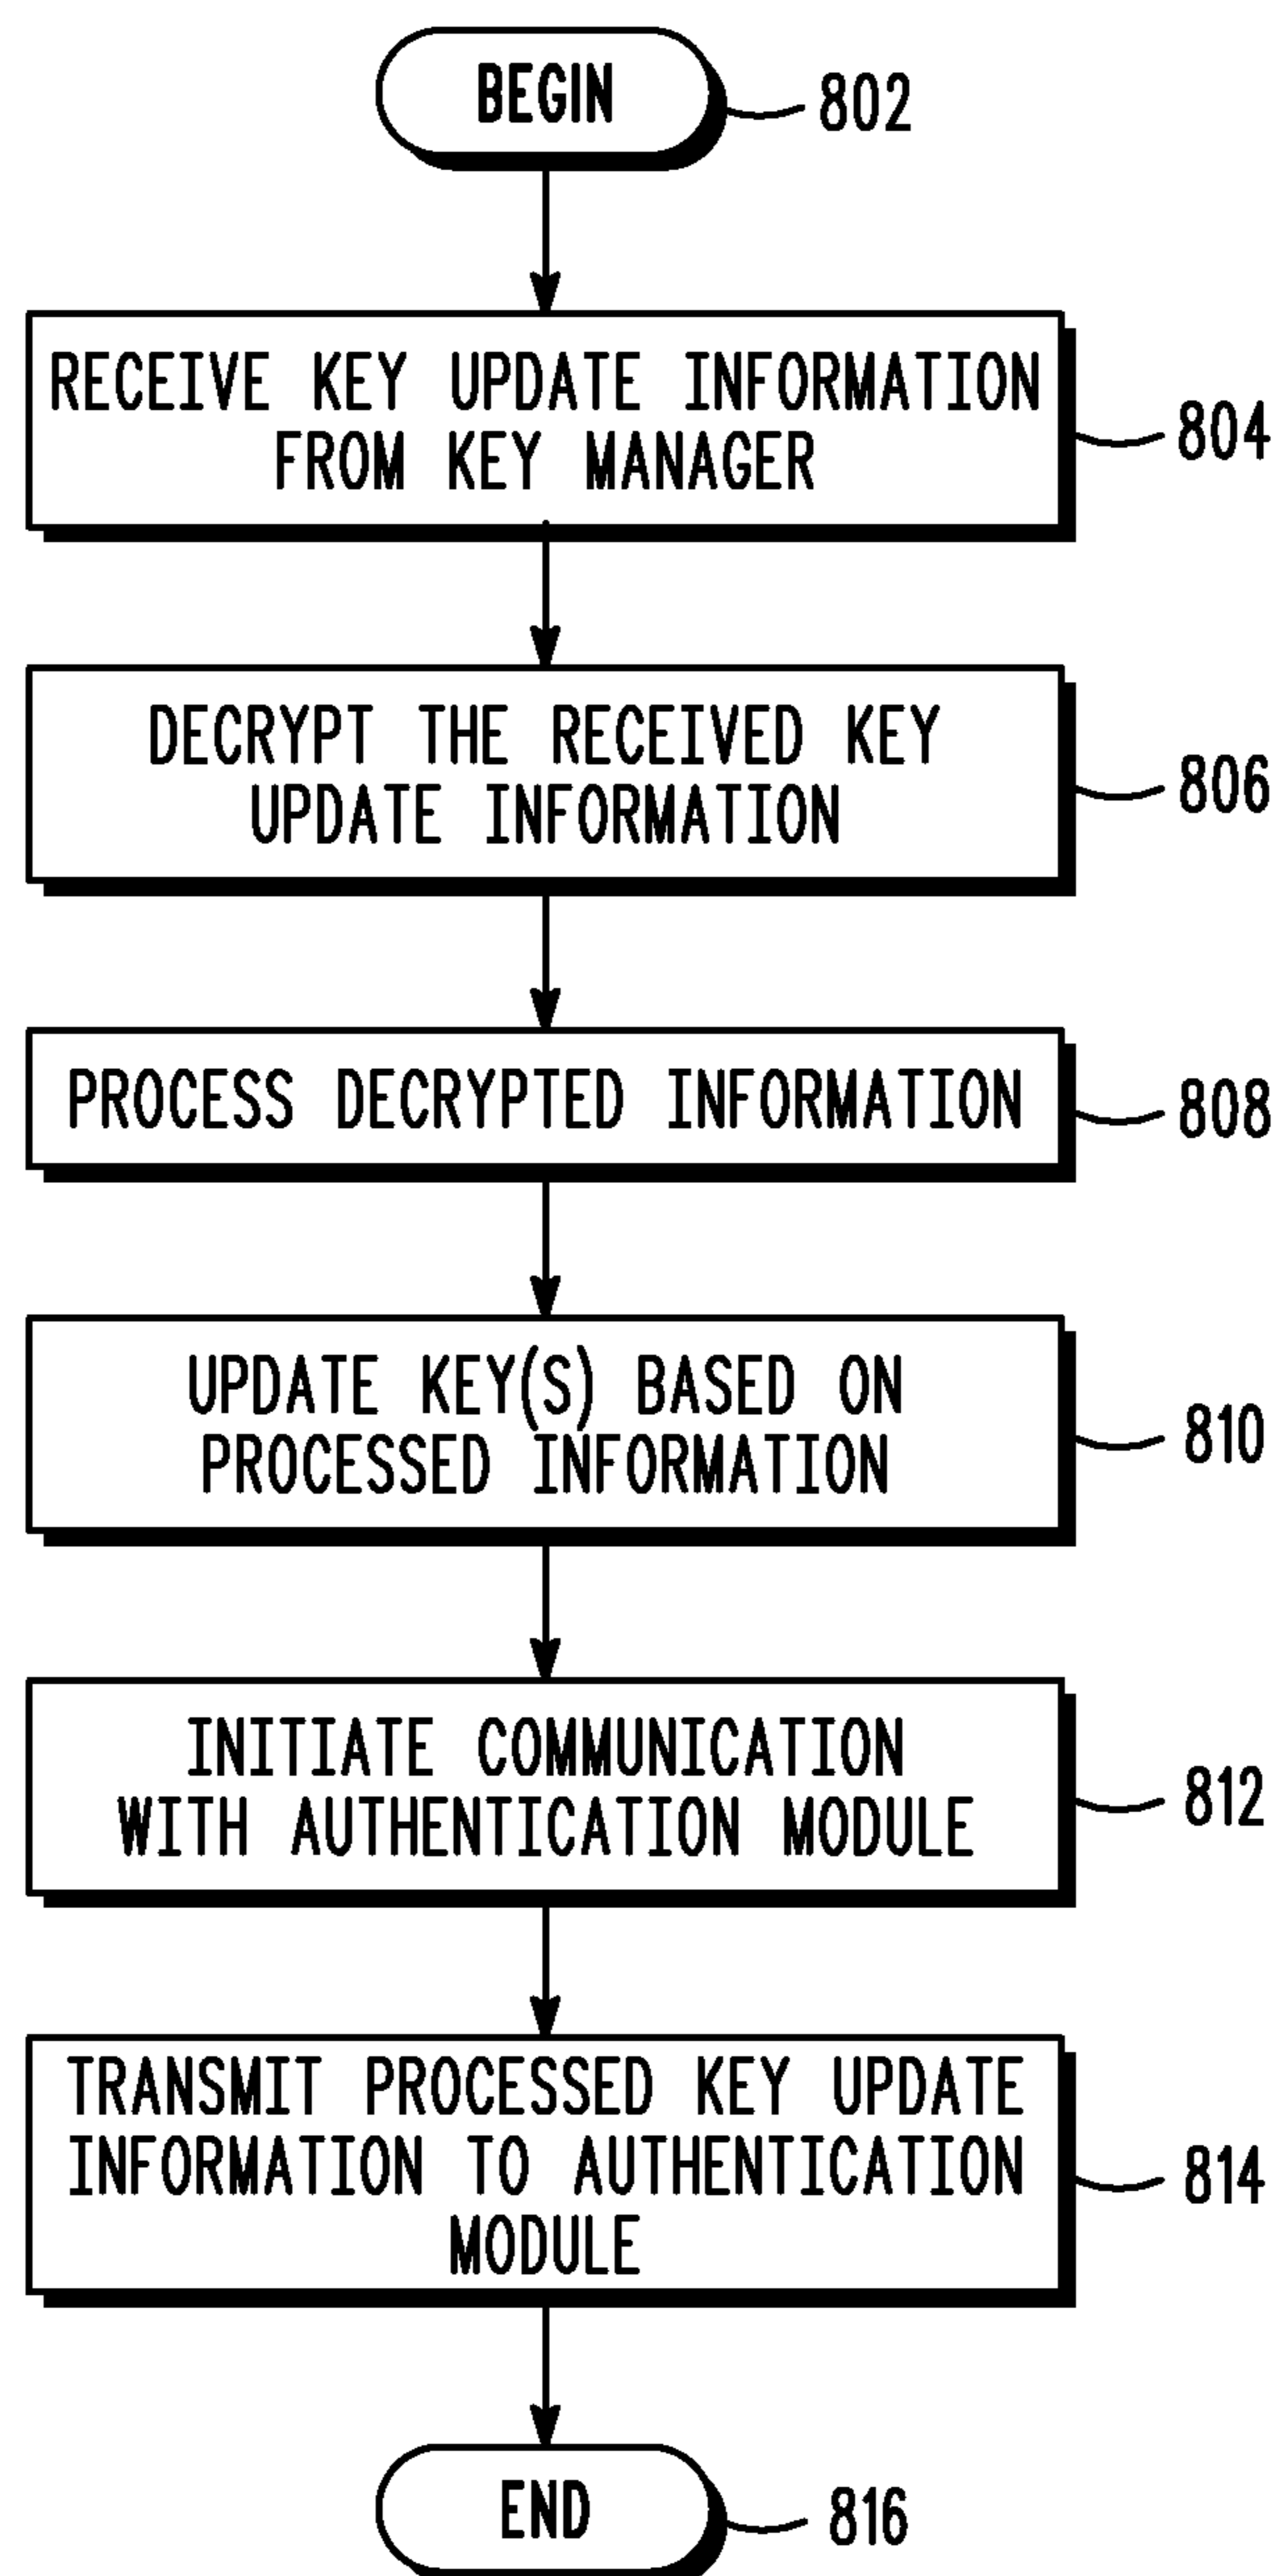 BEGIN
802
RECEIVE KEY UPDATE INFORMATION
FROM KEY MANAGER
804
DECRYPT THE RECEIVED KEY
UPDATE INFORMATION
806
PROCESS DECRYPTED INFORMATION
808
UPDATE KEY(S) BASED ON
PROCESSED INFORMATION
810
INITIATE COMMUNICATION
WITH AUTHENTICATION MODULE
812
TRANSMIT PROCESSED KEY UPDATE
INFORMATION TO AUTHENTICATION
MODULE
814
END
816